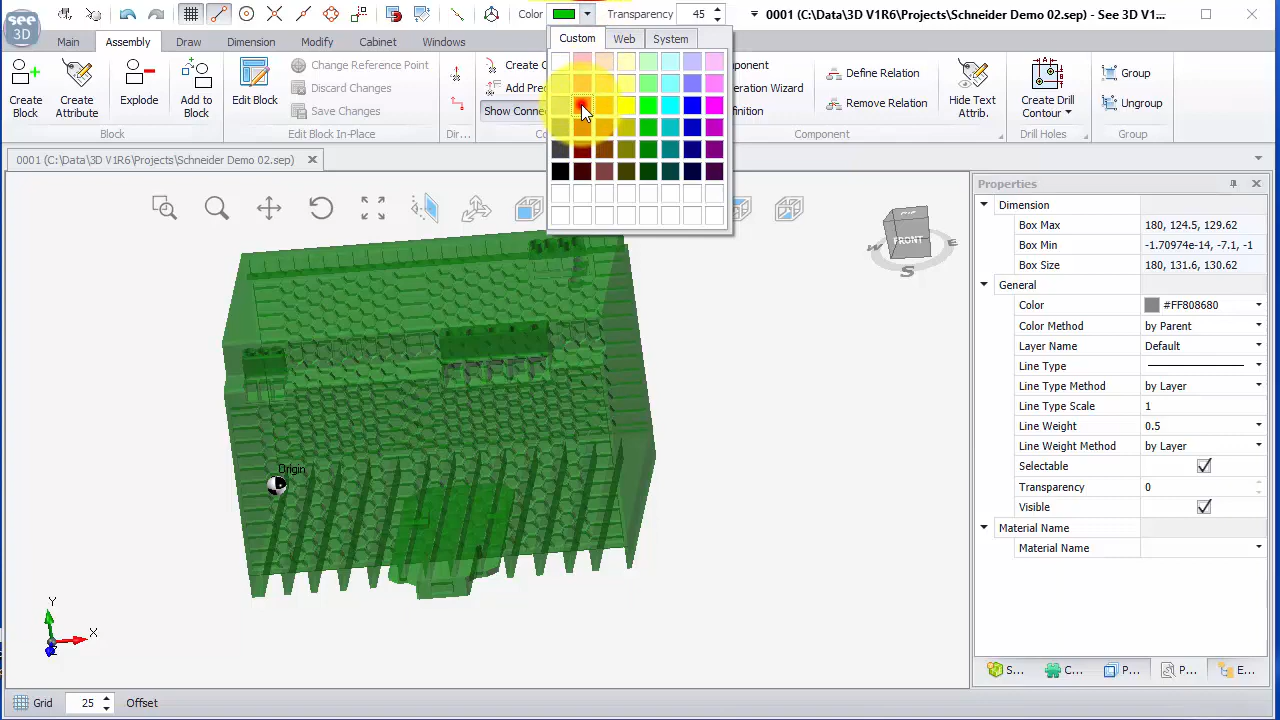 see 3D
Color
Transparency 45
0001 (C:\Data\3D V1R6\Projects\Schneider Demo 02.sep) - See 3D V1...
Main Assembly Draw Dimension Modify Cabinet Windows
Custom Web System
Create Block
Create Attribute
Explode
Add to Block
Block
Edit Block
Change Reference Point
Discard Changes
Save Changes
Edit Block In-Place
Dir...
Create C
Add Pre
Show Conne
Co
ponent
eration Wizard
finition
Define Relation
Remove Relation
Component
Hide Text Attrib.
Create Drill Contour
Drill Holes
Group
Ungroup
Group
0001 (C:\Data\3D V1R6\Projects\Schneider Demo 02.sep)
FRONT
W
E
S
Origin
Y
X
Properties
Dimension
Box Max 180, 124.5, 129.62
Box Min -1.70974e-14, -7.1, -1
Box Size 180, 131.6, 130.62
General
Color #FF808680
Color Method by Parent
Layer Name Default
Line Type
Line Type Method by Layer
Line Type Scale 1
Line Weight 0.5
Line Weight Method by Layer
Selectable
Transparency 0
Visible
Material Name
Material Name
S... C... P... P... E...
Grid 25 Offset